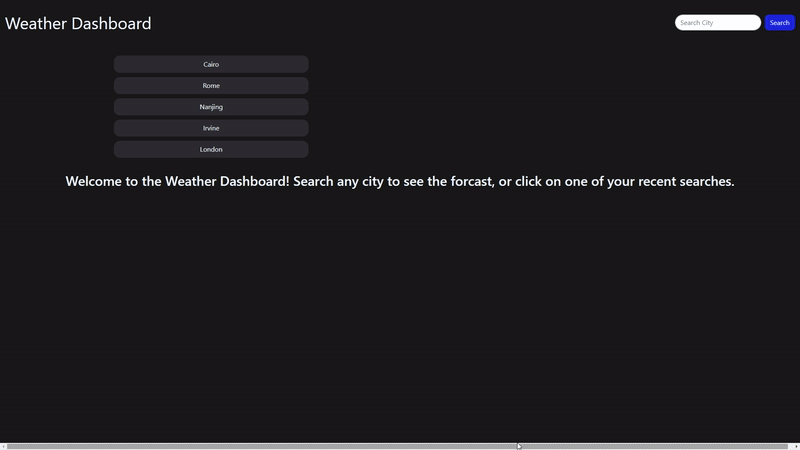 Weather Dashboard
Search City
Search
Cairo
Rome
Nanjing
Irvine
London
Welcome to the Weather Dashboard! Search any city to see the forcast, or click on one of your recent searches.